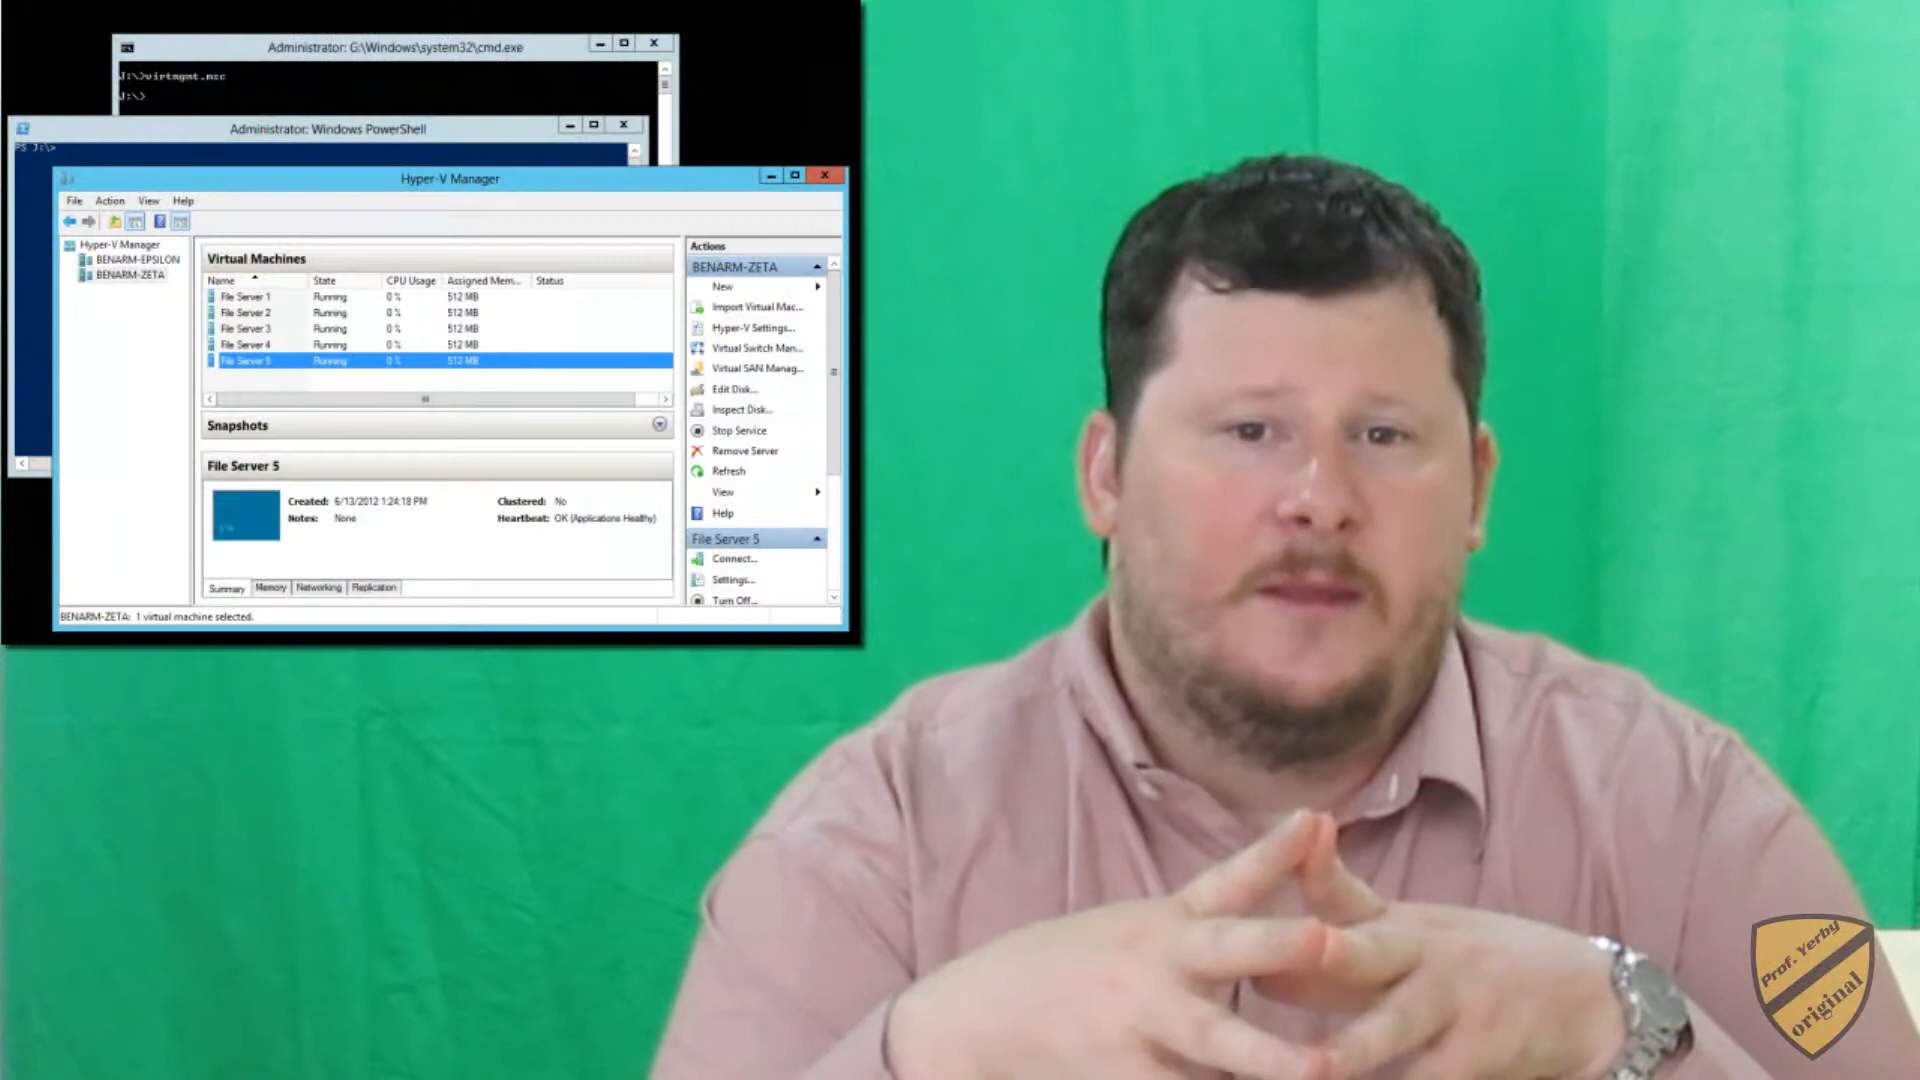 Administrator: G:\Windows\system32\cmd.exe
J:\>virtmgmt.msc
J:\>
Administrator: Windows PowerShell
PS J:\>
Hyper-V Manager
File Action View Help
Hyper-V Manager
BENARM-EPSILON
BENARM-ZETA
Virtual Machines
Name State CPU Usage Assigned Mem... Status
File Server 1 Running 0 % 512 MB
File Server 2 Running 0 % 512 MB
File Server 3 Running 0 % 512 MB
File Server 4 Running 0 % 512 MB
File Server 5 Running 0 % 512 MB
Snapshots
File Server 5
Created: 6/13/2012 1:24:18 PM
Clustered: No
Notes: None
Heartbeat: OK (Applications Healthy)
Summary Memory Networking Replication
BENARM-ZETA: 1 virtual machine selected.
Actions
BENARM-ZETA
New
Import Virtual Mac...
Hyper-V Settings...
Virtual Switch Man...
Virtual SAN Manag...
Edit Disk...
Inspect Disk...
Stop Service
Remove Server
Refresh
View
Help
File Server 5
Connect...
Settings...
Turn Off...
Prof. Yerby
original